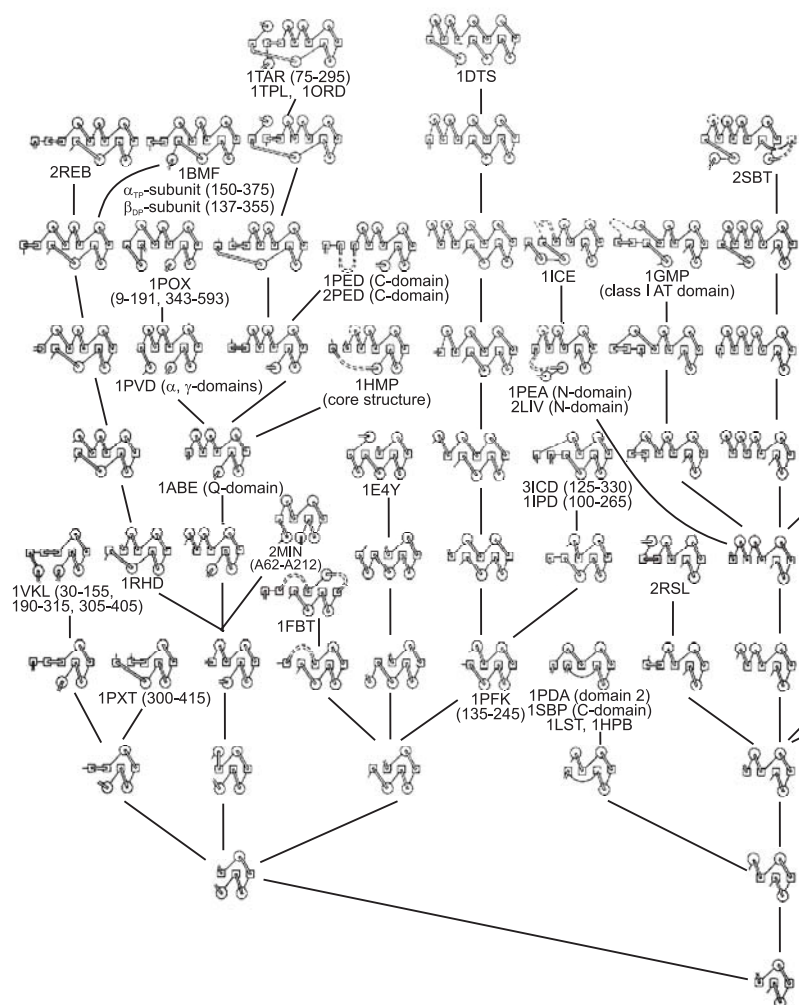 1TAR (75-295)
1TPL, 1ORD
1DTS
2REB
1BMF
α_TP-subunit (150-375)
β_DP-subunit (137-355)
2SBT
1POX
(9-191, 343-593)
1PED (C-domain)
2PED (C-domain)
1ICE
1GMP
(class I AT domain)
1PVD (α, γ-domains)
1HMP
(core structure)
1PEA (N-domain)
2LIV (N-domain)
1ABE (Q-domain)
1E4Y
3ICD (125-330)
1IPD (100-265)
2MIN
(A62-A212)
1VKL (30-155,
190-315, 305-405)
1RHD
1FBT
2RSL
1PXT (300-415)
1PFK
(135-245)
1PDA (domain 2)
1SBP (C-domain)
1LST, 1HPB